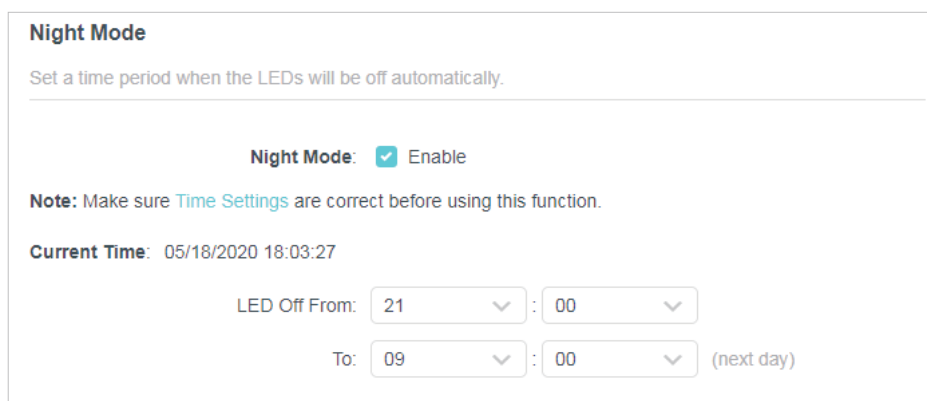 Night Mode
Set a time period when the LEDs will be off automatically.
Night Mode: Enable
Note: Make sure Time Settings are correct before using this function.
Current Time: 05/18/2020 18:03:27
LED Off From: 21 : 00
To: 09 : 00 (next day)